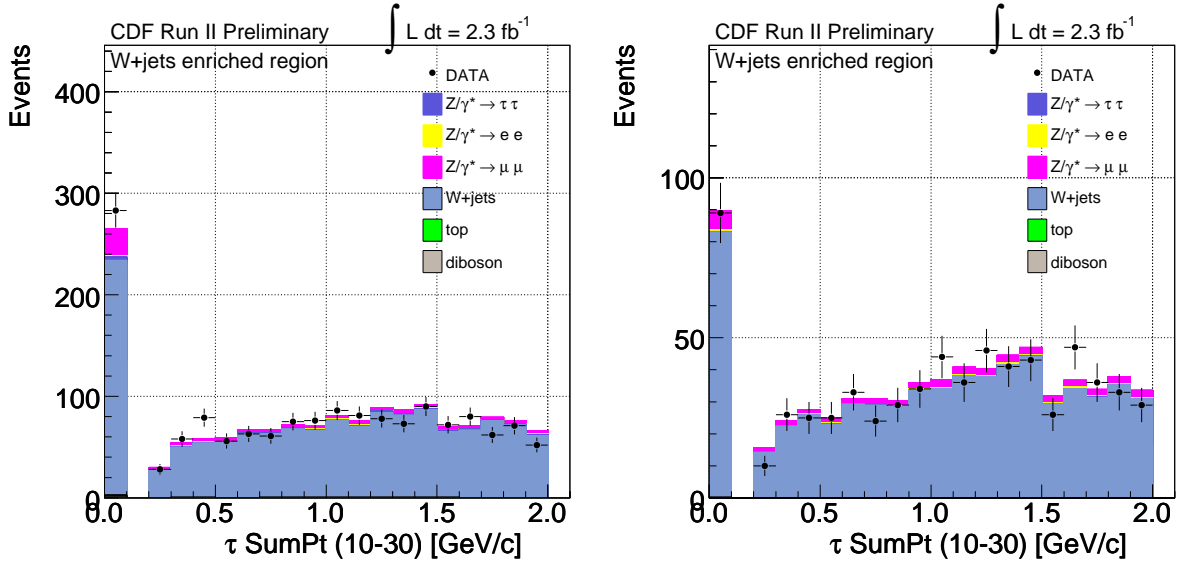 CDF Run II Preliminary ∫ L dt = 2.3 fb⁻¹
W+jets enriched region
Events
400
300
200
100
0
DATA
Z/γ* → τ τ
Z/γ* → e e
Z/γ* → μ μ
W+jets
top
diboson
0.0 0.5 1.0 1.5 2.0
τ SumPt (10-30) [GeV/c]
CDF Run II Preliminary ∫ L dt = 2.3 fb⁻¹
W+jets enriched region
Events
100
50
0
DATA
Z/γ* → τ τ
Z/γ* → e e
Z/γ* → μ μ
W+jets
top
diboson
0.0 0.5 1.0 1.5 2.0
τ SumPt (10-30) [GeV/c]